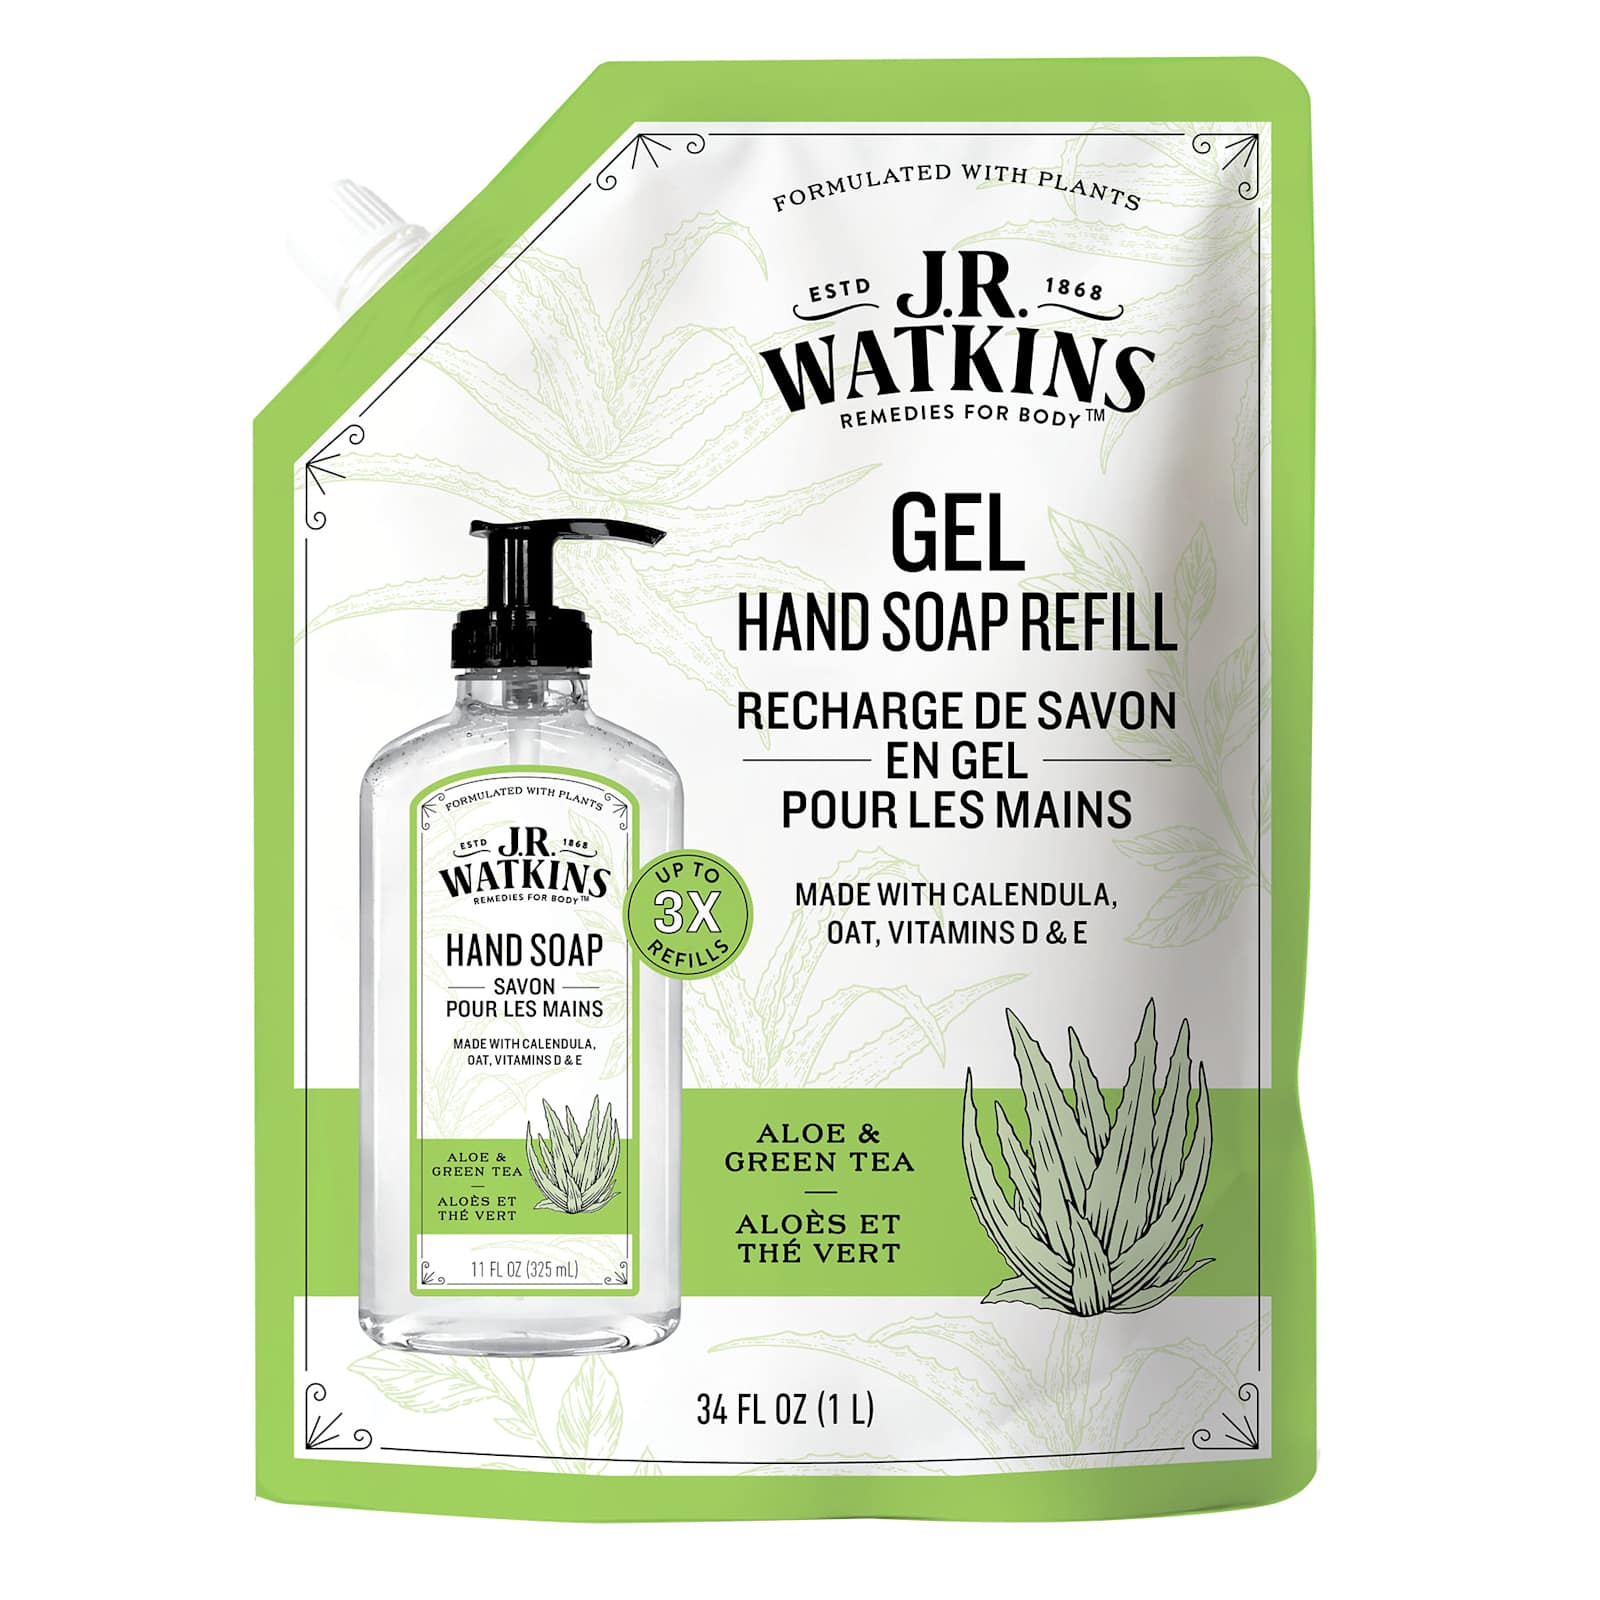 FORMULATED WITH PLANTS
ESTD J.R. 1868
WATKINS
REMEDIES FOR BODY™
GEL
HAND SOAP REFILL
RECHARGE DE SAVON
EN GEL
POUR LES MAINS
MADE WITH CALENDULA,
OAT, VITAMINS D & E
FORMULATED WITH PLANTS
ESTD J.R. 1868
WATKINS
REMEDIES FOR BODY™
HAND SOAP
SAVON
POUR LES MAINS
MADE WITH CALENDULA,
OAT, VITAMINS D & E
ALOE &
GREEN TEA
ALOÈS ET
THÉ VERT
11 FL OZ (325 mL)
UP TO
3X
REFILLS
ALOE &
GREEN TEA
ALOÈS ET
THÉ VERT
34 FL OZ (1 L)